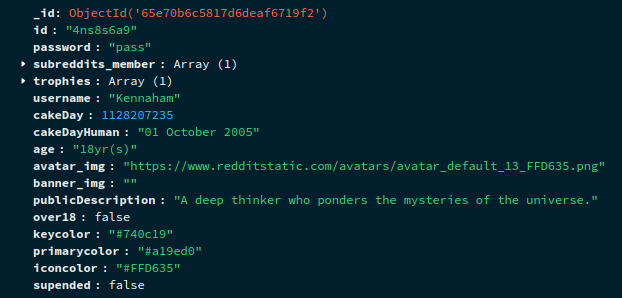 _id: ObjectId('65e70b6c5817d6deaf6719f2')
id : "4ns8s6a9"
password : "pass"
subreddits_member : Array (1)
trophies : Array (1)
username : "Kennaham"
cakeDay : 1128207235
cakeDayHuman : "01 October 2005"
age : "18yr(s)"
avatar_img : "https://www.redditstatic.com/avatars/avatar_default_13_FFD635.png"
banner_img : ""
publicDescription : "A deep thinker who ponders the mysteries of the universe."
over18 : false
keycolor : "#740c19"
primarycolor : "#a19ed0"
iconcolor : "#FFD635"
supended : false